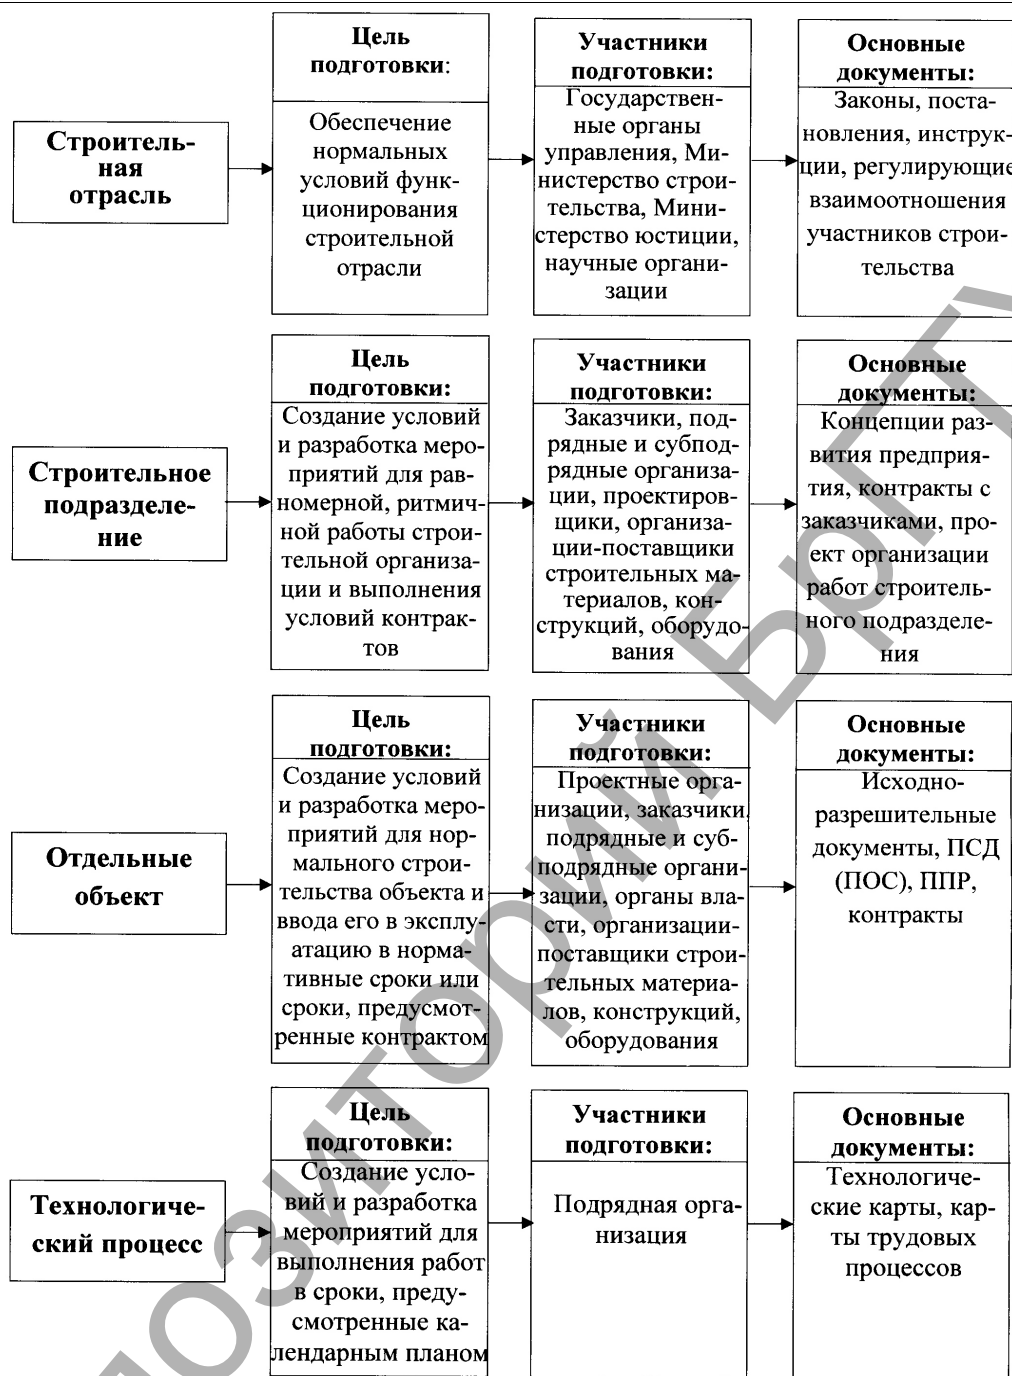 Строитель-
ная
отрасль
Цель
подготовки:
Обеспечение
нормальных
условий функ-
ционирования
строительной
отрасли
Участники
подготовки:
Государствен-
ные органы
управления, Ми-
нистерство строи-
тельства, Мини-
стерство юстиции,
научные органи-
зации
Основные
документы:
Законы, поста-
новления, инструк-
ции, регулирующие
взаимоотношения
участников строи-
тельства
Строительное
подразделе-
ние
Цель
подготовки:
Создание условий
и разработка меро-
приятий для рав-
номерной, ритмич-
ной работы строи-
тельной организа-
ции и выполнения
условий контрак-
тов
Участники
подготовки:
Заказчики, под-
рядные и субпод-
рядные организа-
ции, проектиров-
щики, организа-
ции-поставщики
строительных ма-
териалов, кон-
струкций, оборудо-
вания
Основные
документы:
Концепции раз-
вития предприя-
тия, контракты с
заказчиками, про-
ект организации
работ строитель-
ного подразделе-
ния
Отдельные
объект
Цель
подготовки:
Создание условий
и разработка меро-
приятий для нор-
мального строи-
тельства объекта и
ввода его в эксплу-
атацию в норма-
тивные сроки или
сроки, предусмот-
ренные контрактом
Участники
подготовки:
Проектные орга-
низации, заказчики,
подрядные и суб-
подрядные органи-
зации, органы вла-
сти, организации-
поставщики строи-
тельных материа-
лов, конструкций,
оборудования
Основные
документы:
Исходно-
разрешительные
документы, ПСД
(ПОС), ППР,
контракты
Технологиче-
ский процесс
Цель
подготовки:
Создание усло-
вий и разработка
мероприятий для
выполнения работ
в сроки, преду-
смотренные ка-
лендарным планом
Участники
подготовки:
Подрядная орга-
низация
Основные
документы:
Технологиче-
ские карты, кар-
ты трудовых
процессов
позиторий БрГТУ